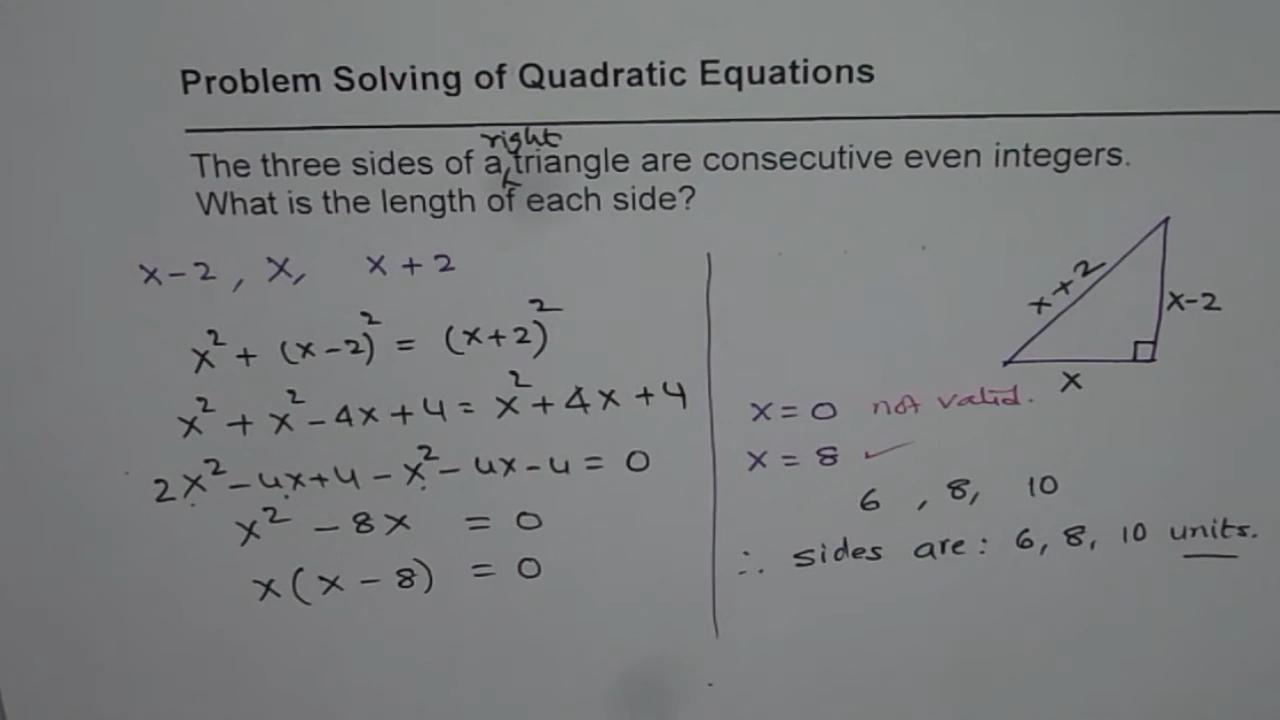 Problem Solving of Quadratic Equations
right
The three sides of a triangle are consecutive even integers.
What is the length of each side?
x-2, x, x+2
x² + (x-2)² = (x+2)²
x² + x² - 4x + 4 = x² + 4x + 4
2x² - 4x + 4 - x² - 4x - 4 = 0
x² - 8x = 0
x(x - 8) = 0
x+2
x-2
x
x = 0 not valid.
x = 8 ✓
6, 8, 10
∴ sides are: 6, 8, 10 units.